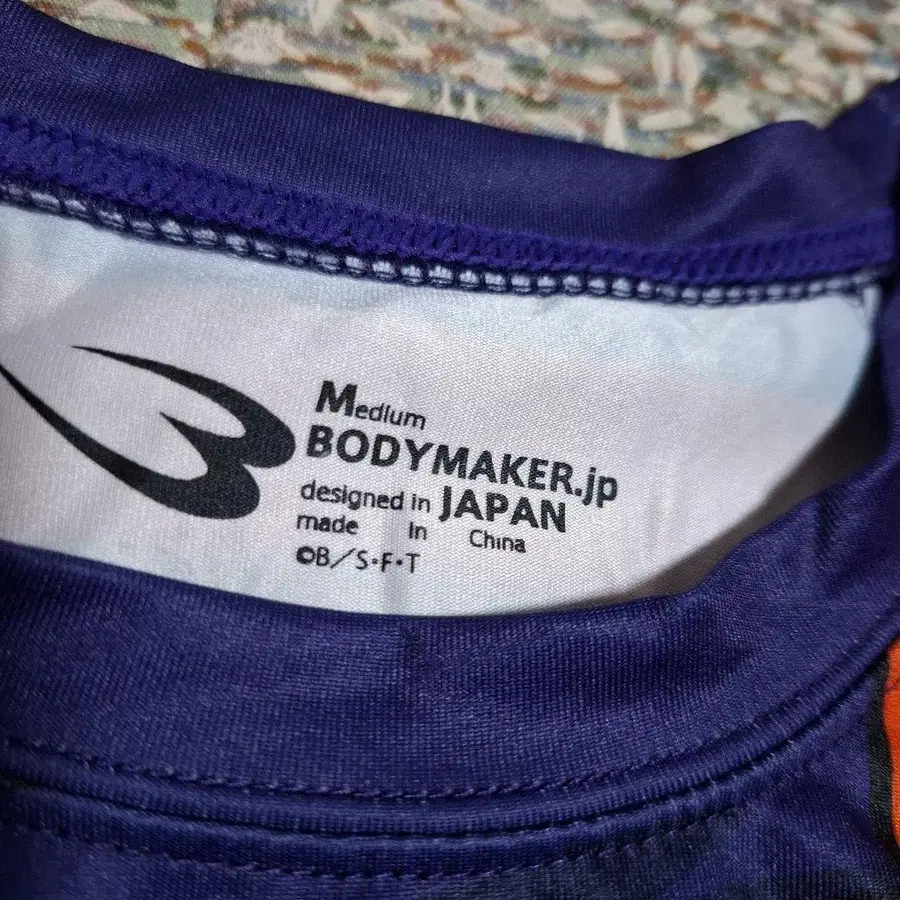 Medium
BODYMAKER.jp
designed in JAPAN
made in China
©B/S・F・T